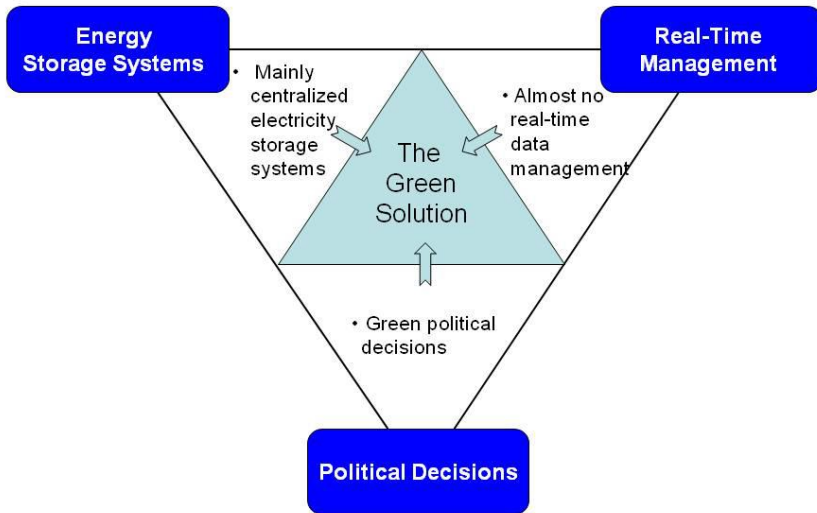 Energy
Storage Systems
Real-Time
Management
• Mainly
centralized
electricity
storage
systems
• Almost no
real-time
data
management
The
Green
Solution
• Green political
decisions
Political Decisions